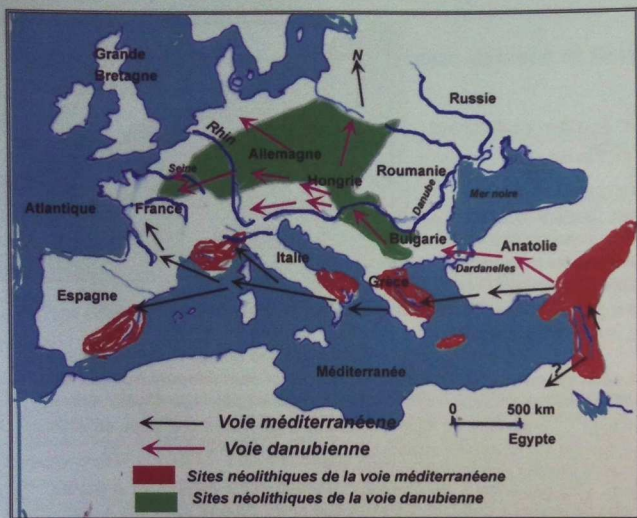 Grande
Bretagne
N
Russie
Rhin
Allemagne
Seine
Hongrie
Roumanie
Danube
Mer noire
Atlantique
France
Bulgarie
Anatolie
Italie
Dardanelles
Espagne
Grèce
?
Méditerranée
0 500 km
Egypte
Voie méditerranéene
Voie danubienne
Sites néolithiques de la voie méditerranéene
Sites néolithiques de la voie danubienne